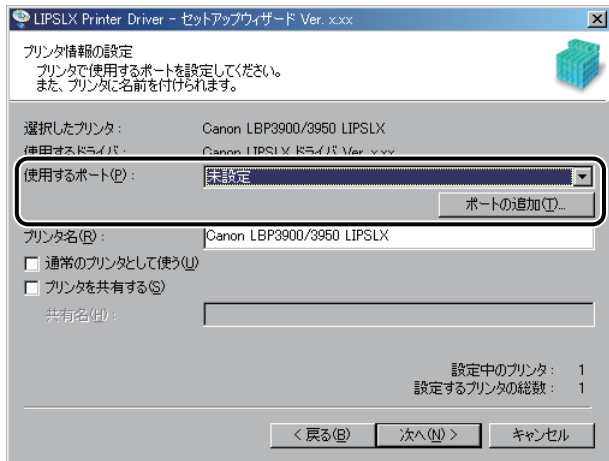 LIPSLX Printer Driver - セットアップウィザード Ver. x.xx
プリンタ情報の設定
プリンタで使用するポートを設定してください。
また、プリンタに名前を付けられます。
選択したプリンタ: Canon LBP3900/3950 LIPSLX
使用するドライバ: Canon LIPSLX ドライバ Ver. x.xx
使用するポート(P): 未設定
ポートの追加(T)...
プリンタ名(R): Canon LBP3900/3950 LIPSLX
通常のプリンタとして使う(U)
プリンタを共有する(S)
共有名(H):
設定中のプリンタ: 1
設定するプリンタの総数: 1
< 戻る(B) 次へ(N) > キャンセル